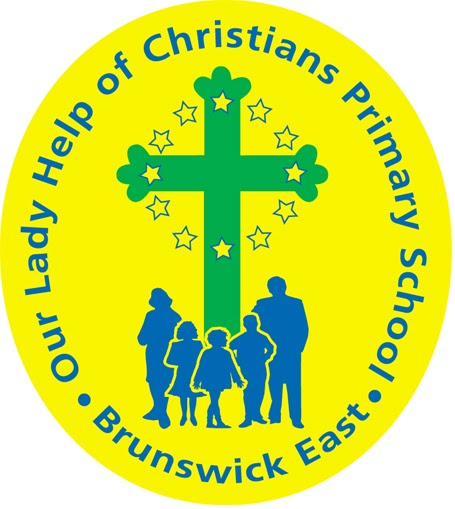 Our Lady Help of Christians Primary School
Brunswick East